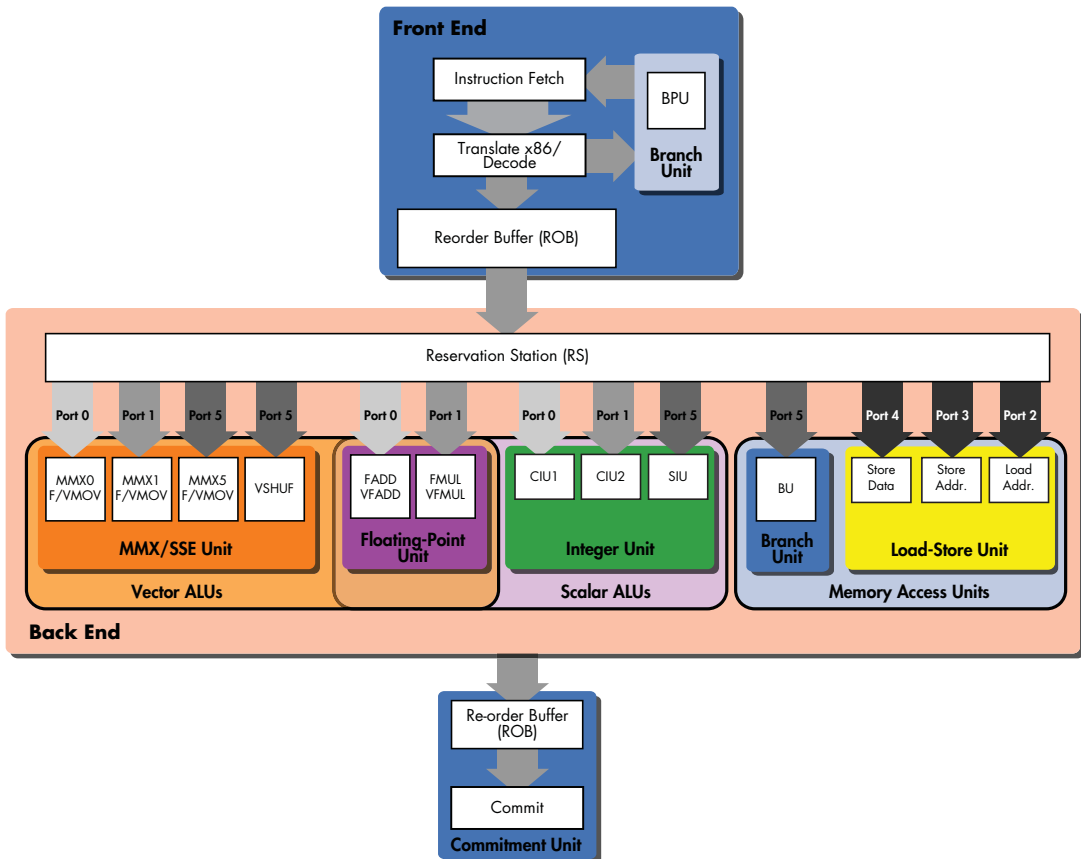 Front End
Instruction Fetch
BPU
Translate x86/
Decode
Branch
Unit
Reorder Buffer (ROB)
Reservation Station (RS)
Port 0
Port 1
Port 5
Port 5
Port 0
Port 1
Port 0
Port 1
Port 5
Port 5
Port 4
Port 3
Port 2
MMX0
F/VMOV
MMX1
F/VMOV
MMX5
F/VMOV
VSHUF
MMX/SSE Unit
FADD
VFADD
FMUL
VFMUL
Floating-Point
Unit
CIU1
CIU2
SIU
Integer Unit
BU
Branch
Unit
Store
Data
Store
Addr.
Load
Addr.
Load-Store Unit
Vector ALUs
Scalar ALUs
Memory Access Units
Back End
Re-order Buffer
(ROB)
Commit
Commitment Unit